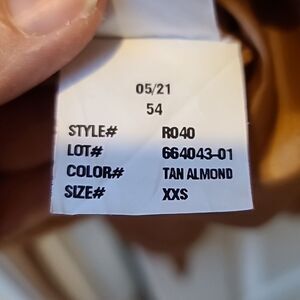 05/21
54
STYLE# R040
LOT# 664043-01
COLOR# TAN ALMOND
SIZE# XXS